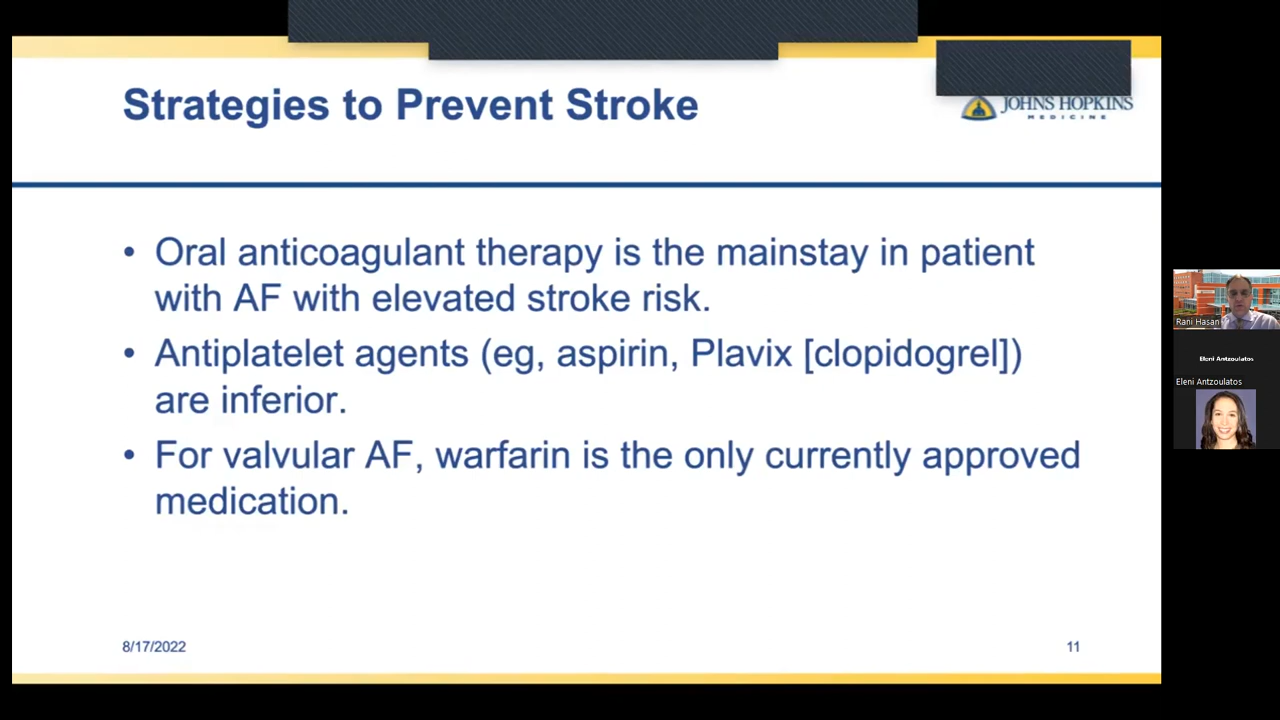 Strategies to Prevent Stroke
JOHNS HOPKINS
MEDICINE
• Oral anticoagulant therapy is the mainstay in patient
with AF with elevated stroke risk.
• Antiplatelet agents (eg, aspirin, Plavix [clopidogrel])
are inferior.
• For valvular AF, warfarin is the only currently approved
medication.
8/17/2022
11
Rani Hasan
Eleni Antzoulatos
Eleni Antzoulatos